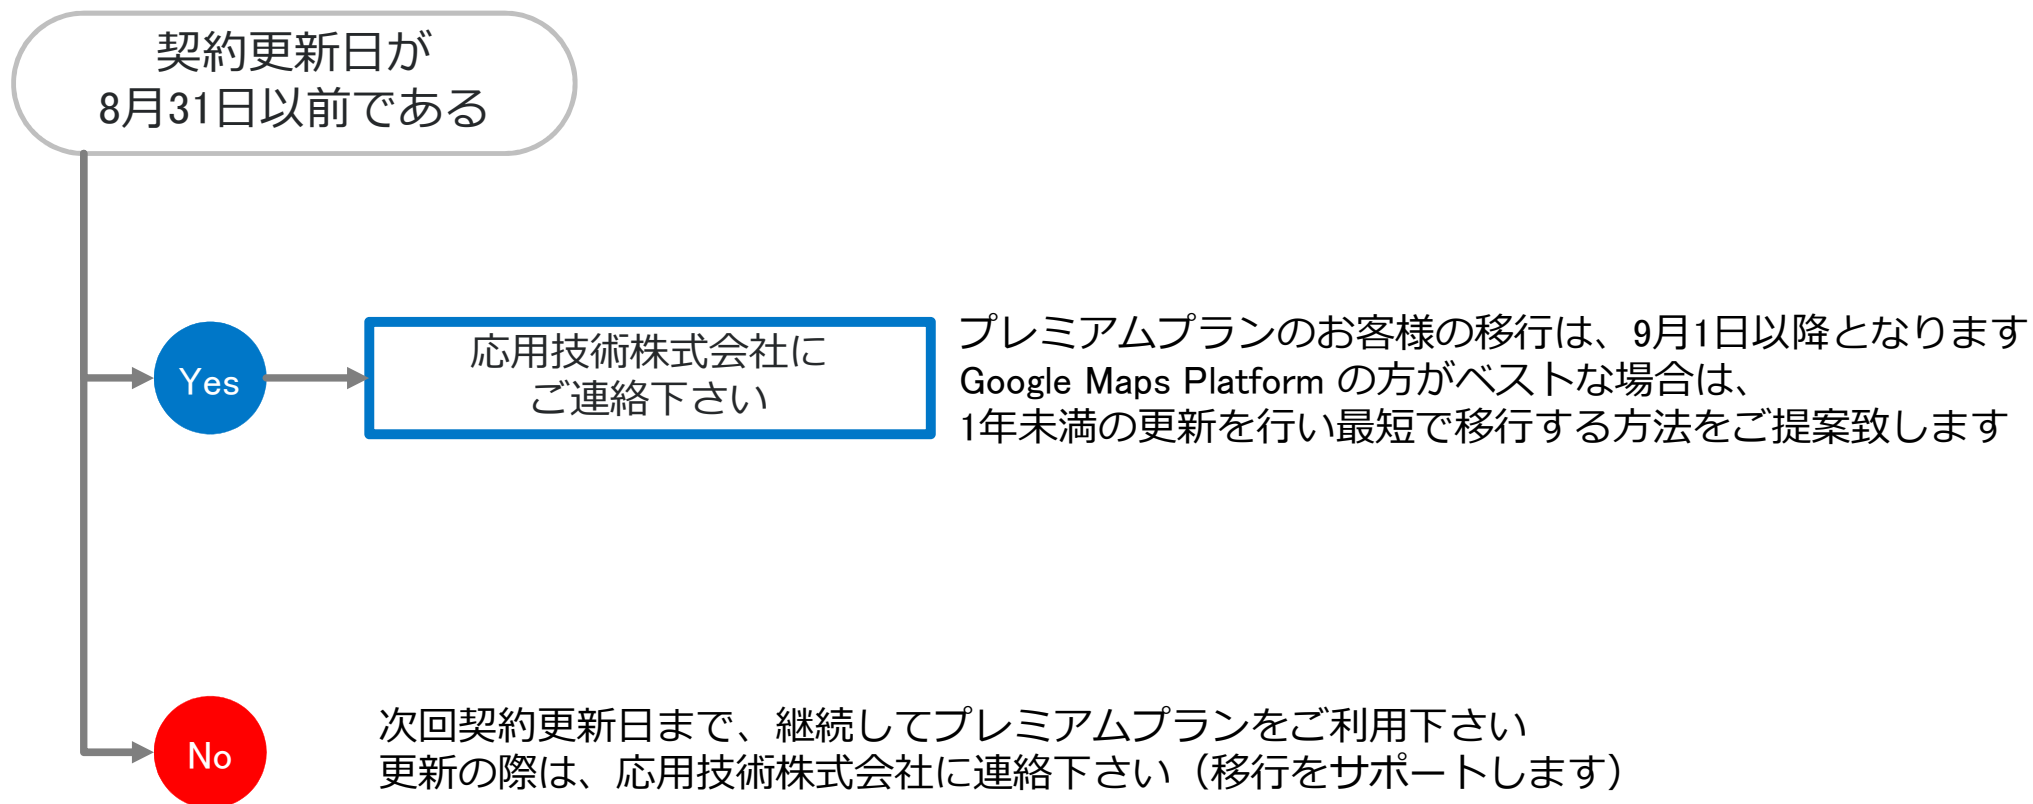 契約更新日が
8月31日以前である
Yes
応用技術株式会社に
ご連絡下さい
プレミアムプランのお客様の移行は、9月1日以降となります
Google Maps Platform の方がベストな場合は、
1年未満の更新を行い最短で移行する方法をご提案致します
No
次回契約更新日まで、継続してプレミアムプランをご利用下さい
更新の際は、応用技術株式会社に連絡下さい（移行をサポートします）